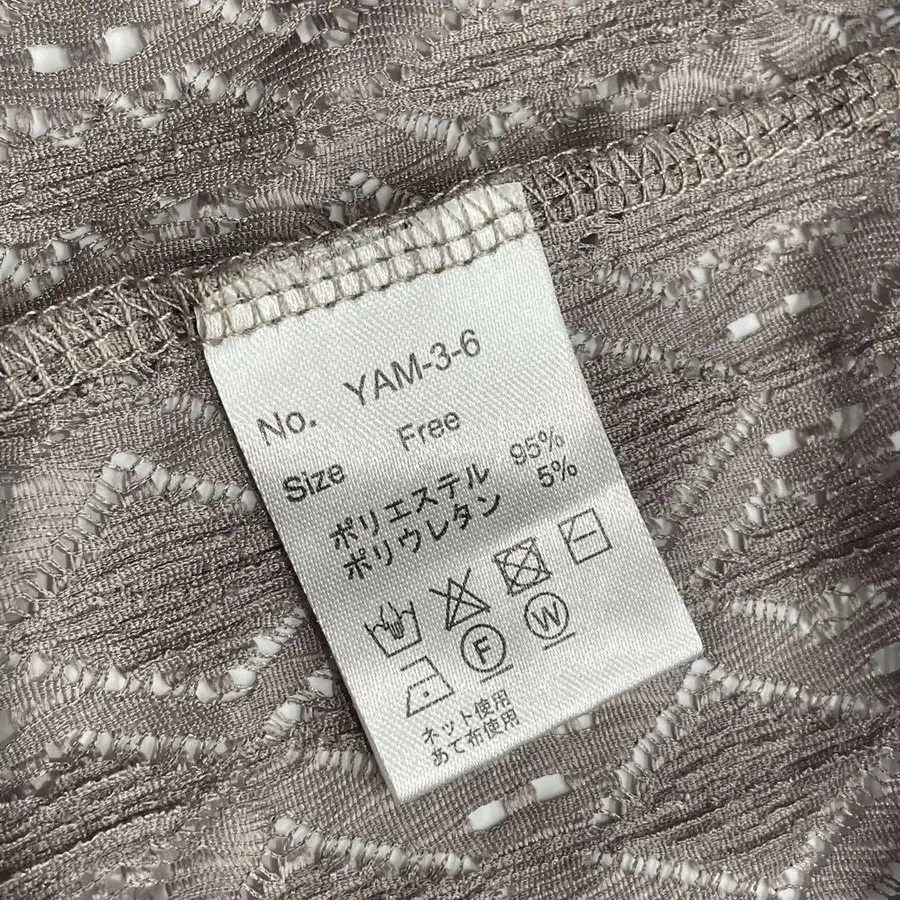 No. YAM-3-6
Size Free
ポリエステル 95%
ポリウレタン 5%
F W
ネット使用
あて布使用